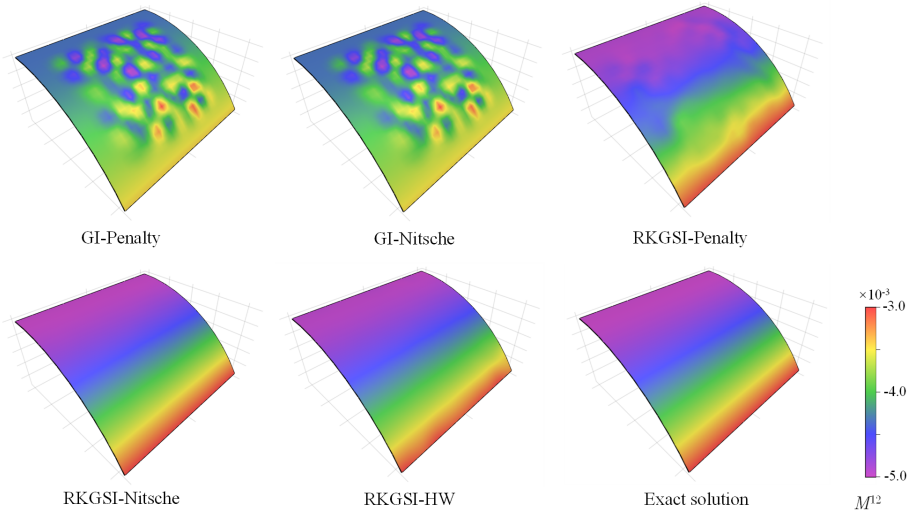 GI-Penalty
GI-Nitsche
RKGSI-Penalty
×10⁻³
-3.0
-4.0
-5.0
M¹²
RKGSI-Nitsche
RKGSI-HW
Exact solution